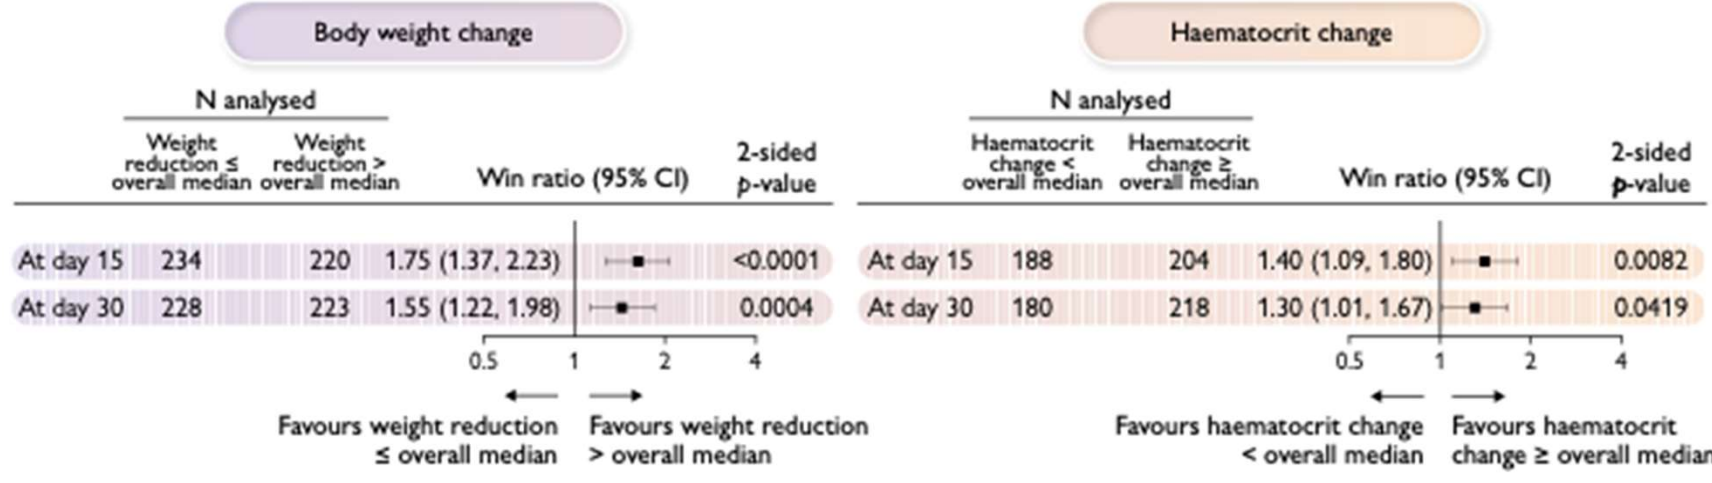 Body weight change
N analysed
Weight reduction ≤ overall median
Weight reduction > overall median
Win ratio (95% CI)
2-sided p-value
At day 15 234 220 1.75 (1.37, 2.23) <0.0001
At day 30 228 223 1.55 (1.22, 1.98) 0.0004
0.5 1 2 4
Favours weight reduction ≤ overall median
Favours weight reduction > overall median
Haematocrit change
N analysed
Haematocrit change < overall median
Haematocrit change ≥ overall median
Win ratio (95% CI)
2-sided p-value
At day 15 188 204 1.40 (1.09, 1.80) 0.0082
At day 30 180 218 1.30 (1.01, 1.67) 0.0419
0.5 1 2 4
Favours haematocrit change < overall median
Favours haematocrit change ≥ overall median